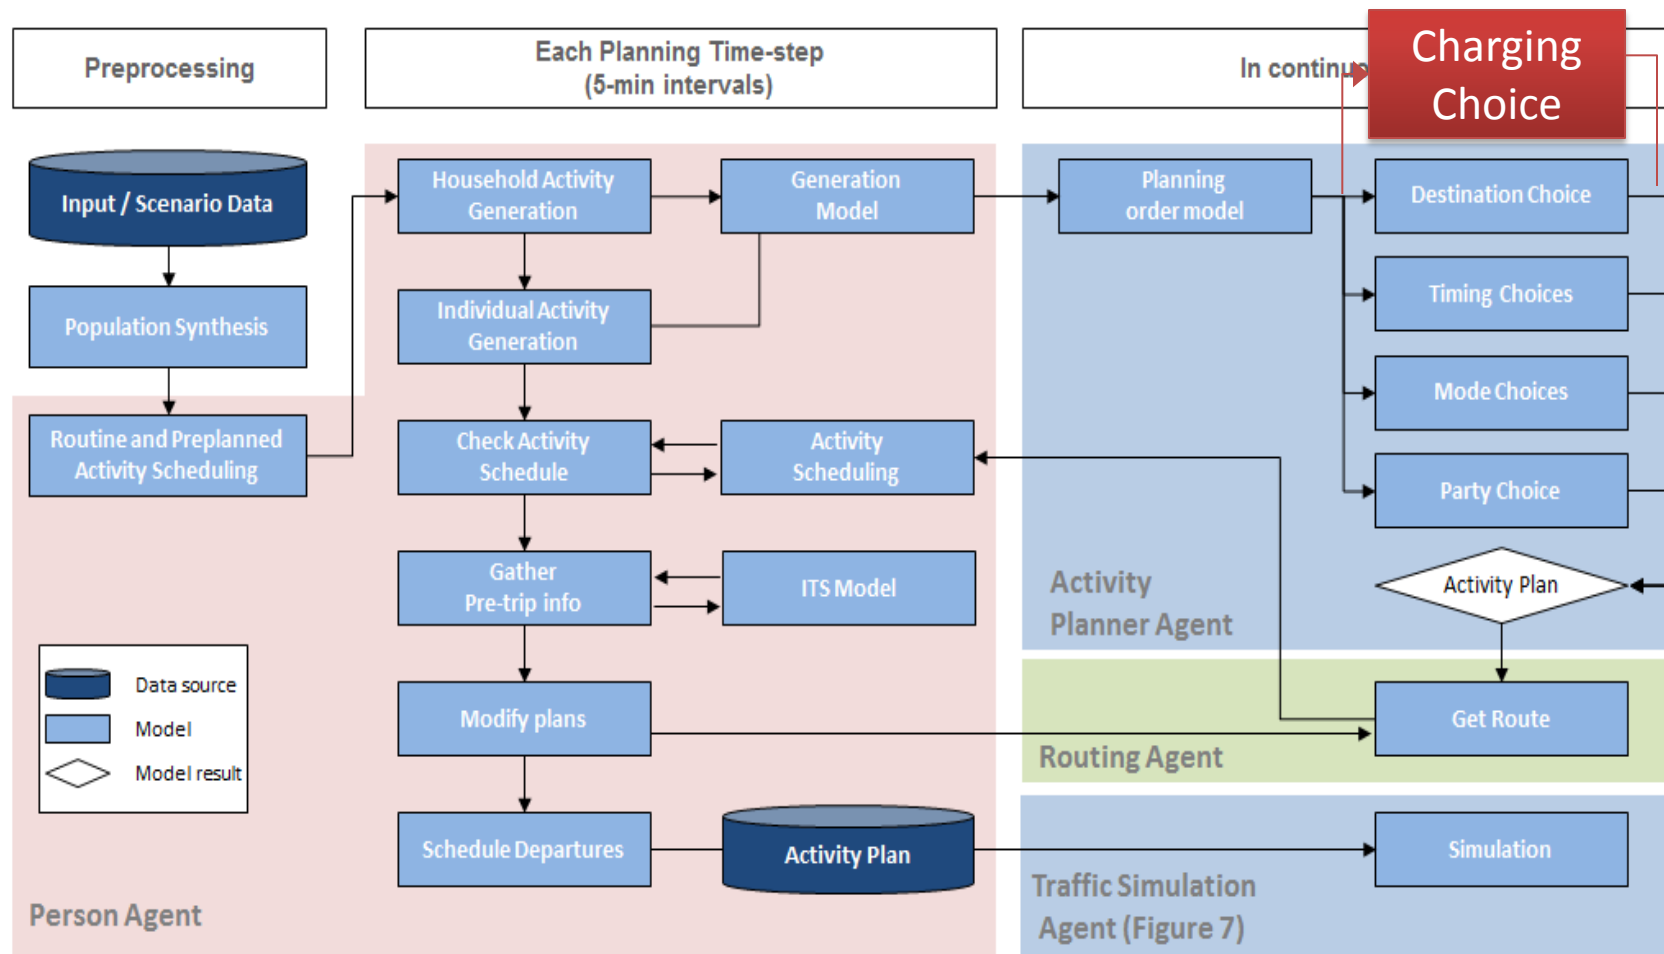 Preprocessing
Each Planning Time-step
(5-min intervals)
In continuo
Charging
Choice
Input / Scenario Data
Population Synthesis
Routine and Preplanned
Activity Scheduling
Household Activity
Generation
Generation
Model
Individual Activity
Generation
Check Activity
Schedule
Activity
Scheduling
Gather
Pre-trip info
ITS Model
Modify plans
Schedule Departures
Activity Plan
Person Agent
Data source
Model
Model result
Planning
order model
Destination Choice
Timing Choices
Mode Choices
Party Choice
Activity Plan
Activity
Planner Agent
Get Route
Routing Agent
Simulation
Traffic Simulation
Agent (Figure 7)